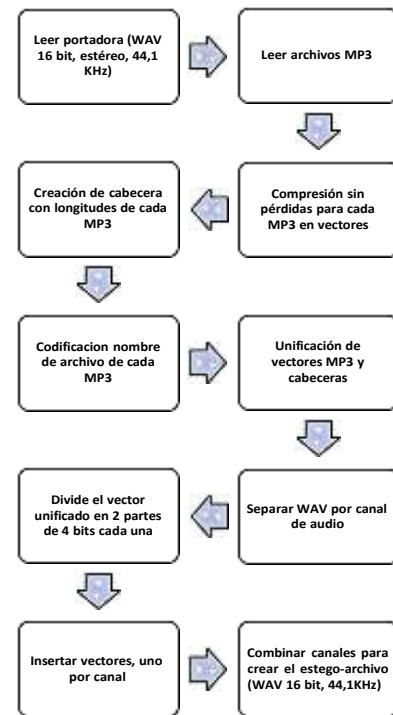 Leer portadora (WAV
16 bit, estéreo, 44,1
KHz)
Leer archivos MP3
Compresión sin
pérdidas para cada
MP3 en vectores
Creación de cabecera
con longitudes de cada
MP3
Codificacion nombre
de archivo de cada
MP3
Unificación de
vectores MP3 y
cabeceras
Separar WAV por canal
de audio
Divide el vector
unificado en 2 partes
de 4 bits cada una
Insertar vectores, uno
por canal
Combinar canales para
crear el estego-archivo
(WAV 16 bit, 44,1KHz)